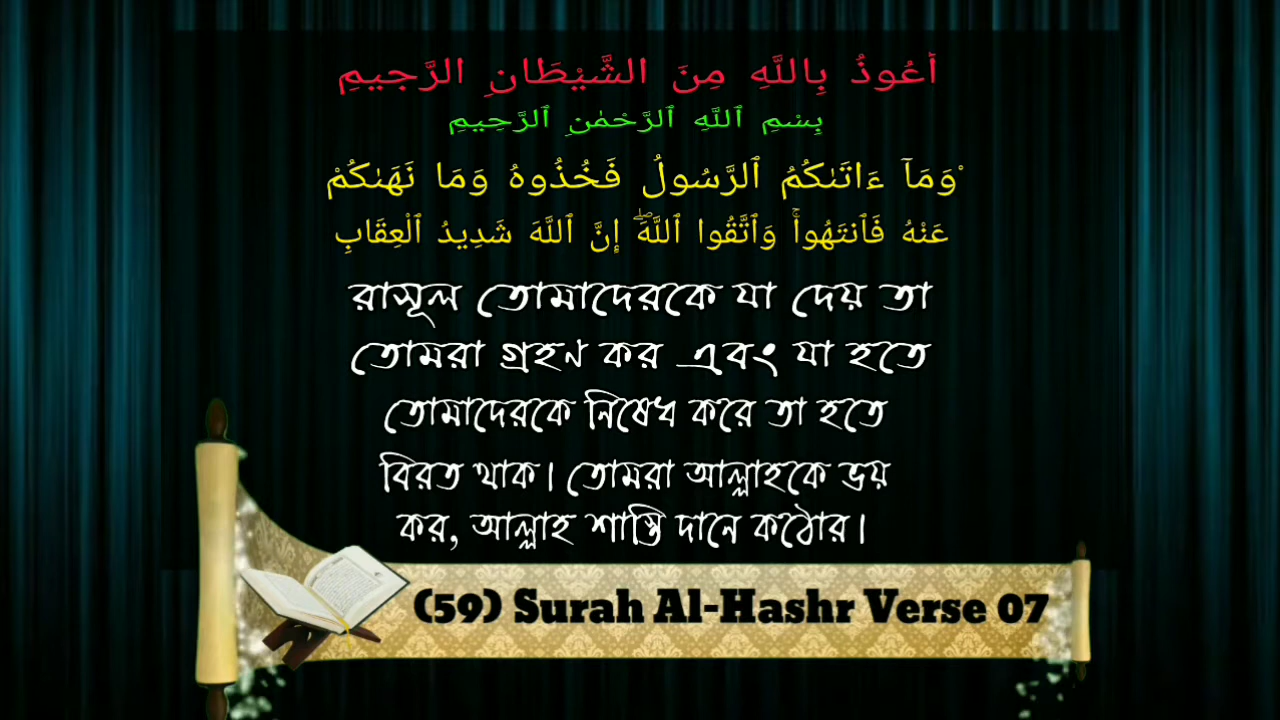 أَعُوذُ بِاللَّهِ مِنَ الشَّيْطَانِ الرَّجِيمِ
بِسْمِ ٱللَّهِ ٱلرَّحْمَٰنِ ٱلرَّحِيمِ
ْوَمَآ ءَاتَىٰكُمُ ٱلرَّسُولُ فَخُذُوهُ وَمَا نَهَىٰكُمْ
عَنْهُ فَٱنتَهُوا۟ۚ وَٱتَّقُوا ٱللَّهَۖ إِنَّ ٱللَّهَ شَدِيدُ ٱلْعِقَابِ
রাসূল তোমাদেরকে যা দেয় তা
তোমরা গ্রহণ কর এবং যা হতে
তোমাদেরকে নিষেধ করে তা হতে
বিরত থাক। তোমরা আল্লাহকে ভয়
কর, আল্লাহ শাস্তি দানে কঠোর।
(59) Surah Al-Hashr Verse 07